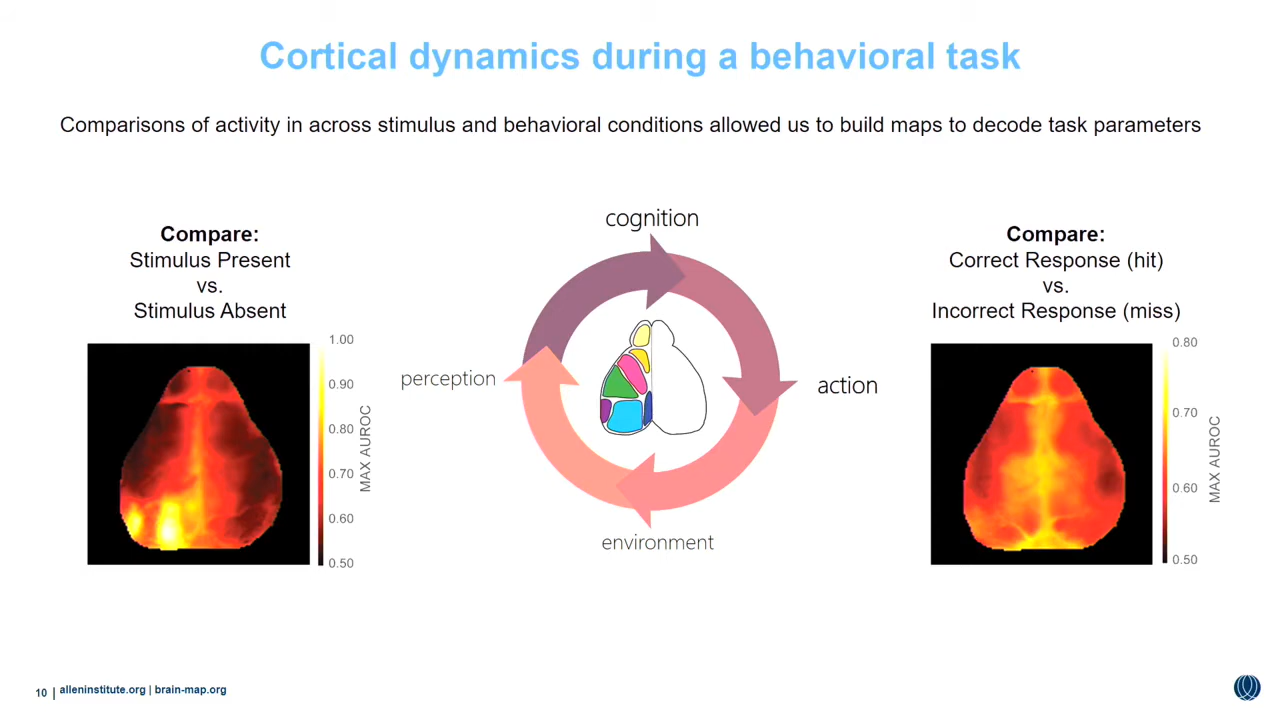 Cortical dynamics during a behavioral task
Comparisons of activity in across stimulus and behavioral conditions allowed us to build maps to decode task parameters
Compare:
Stimulus Present
vs.
Stimulus Absent
1.00
0.90
0.80
0.70
0.60
0.50
MAX AUROC
cognition
perception
action
environment
Compare:
Correct Response (hit)
vs.
Incorrect Response (miss)
0.80
0.70
0.60
0.50
MAX AUROC
10 | alleninstitute.org | brain-map.org